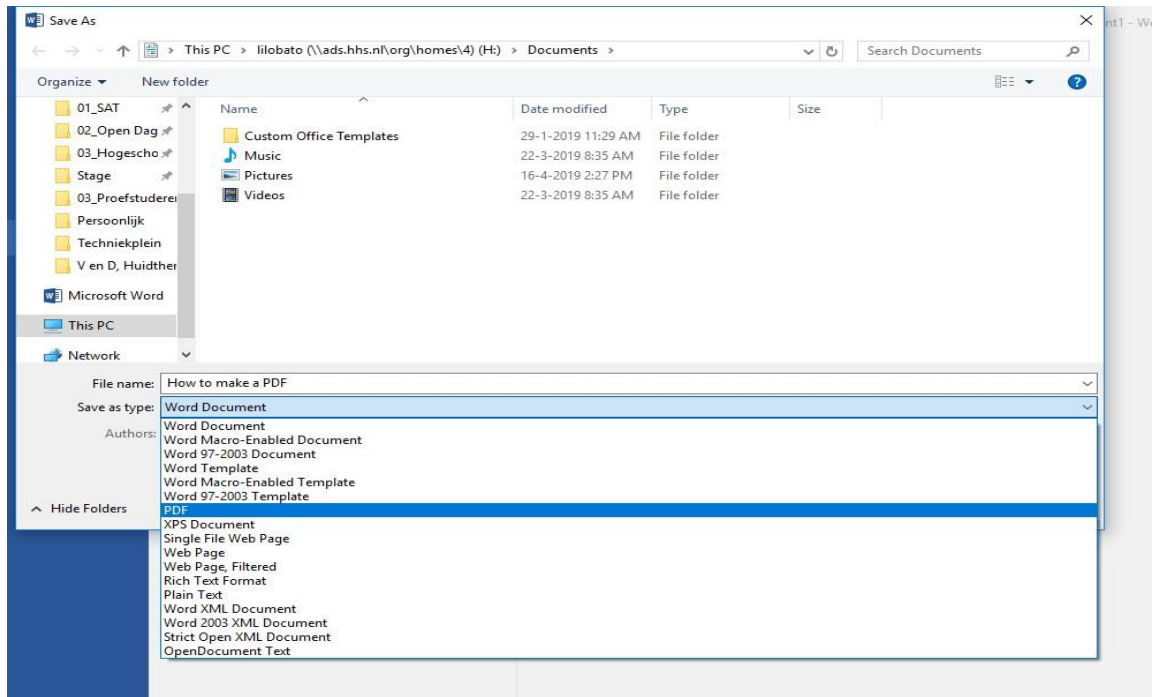 Save As
nt1 - We
This PC > lilobato (\\ads.hhs.nl\org\homes\4) (H:) > Documents >
Search Documents
Organize
New folder
01_SAT
02_Open Dag
03_Hogescho
Stage
03_Proefstuderen
Persoonlijk
Techniekplein
V en D, Huidther
Microsoft Word
This PC
Network
Name Date modified Type Size
Custom Office Templates 29-1-2019 11:29 AM File folder
Music 22-3-2019 8:35 AM File folder
Pictures 16-4-2019 2:27 PM File folder
Videos 22-3-2019 8:35 AM File folder
File name: How to make a PDF
Save as type: Word Document
Authors:
Word Document
Word Macro-Enabled Document
Word 97-2003 Document
Word Template
Word Macro-Enabled Template
Word 97-2003 Template
PDF
XPS Document
Single File Web Page
Web Page
Web Page, Filtered
Rich Text Format
Plain Text
Word XML Document
Word 2003 XML Document
Strict Open XML Document
OpenDocument Text
Hide Folders